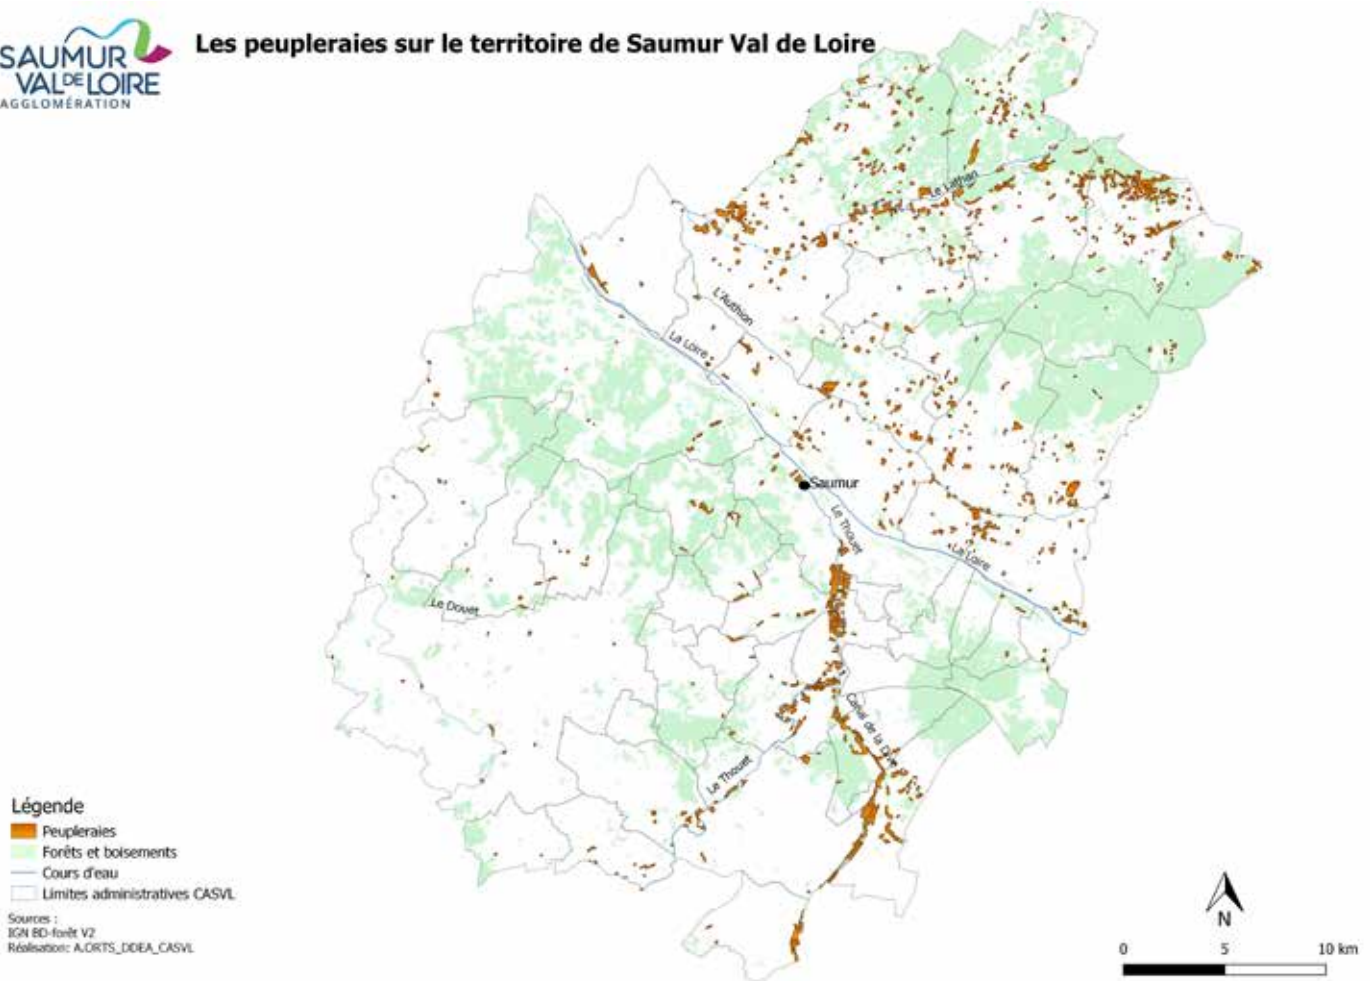 SAUMUR
VAL DE LOIRE
AGGLOMÉRATION
Les peupleraies sur le territoire de Saumur Val de Loire
Le Lathan
L'Authion
La Loire
Saumur
Le Thouet
La Loire
Le Douet
Canal de la Dive
Le Thouet
Légende
Peupleraies
Forêts et boisements
Cours d'eau
Limites administratives CASVL
Sources :
IGN BD-forêt V2
Réalisation: A.ORTS_DDEA_CASVL
N
0 5 10 km